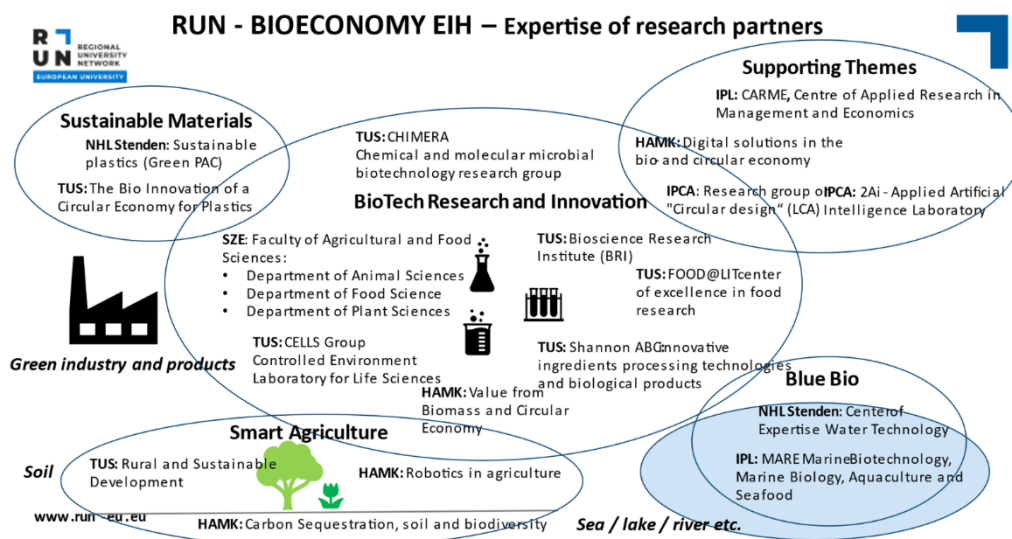 RUN - BIOECONOMY EIH – Expertise of research partners
R UN REGIONAL UNIVERSITY NETWORK
EUROPEAN UNIVERSITY
Supporting Themes
IPL: CARME, Centre of Applied Research in
Management and Economics
HAMK: Digital solutions in the
bio- and circular economy
IPCA: Research group o
"Circular design“ (LCA)
IPCA: 2Ai - Applied Artificial
Intelligence Laboratory
Sustainable Materials
NHL Stenden: Sustainable
plastics (Green PAC)
TUS: The Bio Innovation of a
Circular Economy for Plastics
TUS: CHIMERA
Chemical and molecular microbial
biotechnology research group
BioTech Research and Innovation
SZE: Faculty of Agricultural and Food
Sciences:
• Department of Animal Sciences
• Department of Food Science
• Department of Plant Sciences
TUS: Bioscience Research
Institute (BRI)
TUS: FOOD@LIT center
of excellence in food
research
TUS: CELLS Group
Controlled Environment
Laboratory for Life Sciences
TUS: Shannon ABC: innovative
ingredients processing technologies
and biological products
HAMK: Value from
Biomass and Circular
Economy
Green industry and products
Blue Bio
NHL Stenden: Center of
Expertise Water Technology
IPL: MARE Marine Biotechnology,
Marine Biology, Aquaculture and
Seafood
Smart Agriculture
Soil
TUS: Rural and Sustainable
Development
HAMK: Robotics in agriculture
www.run-eu.eu
HAMK: Carbon Sequestration, soil and biodiversity
Sea / lake / river etc.